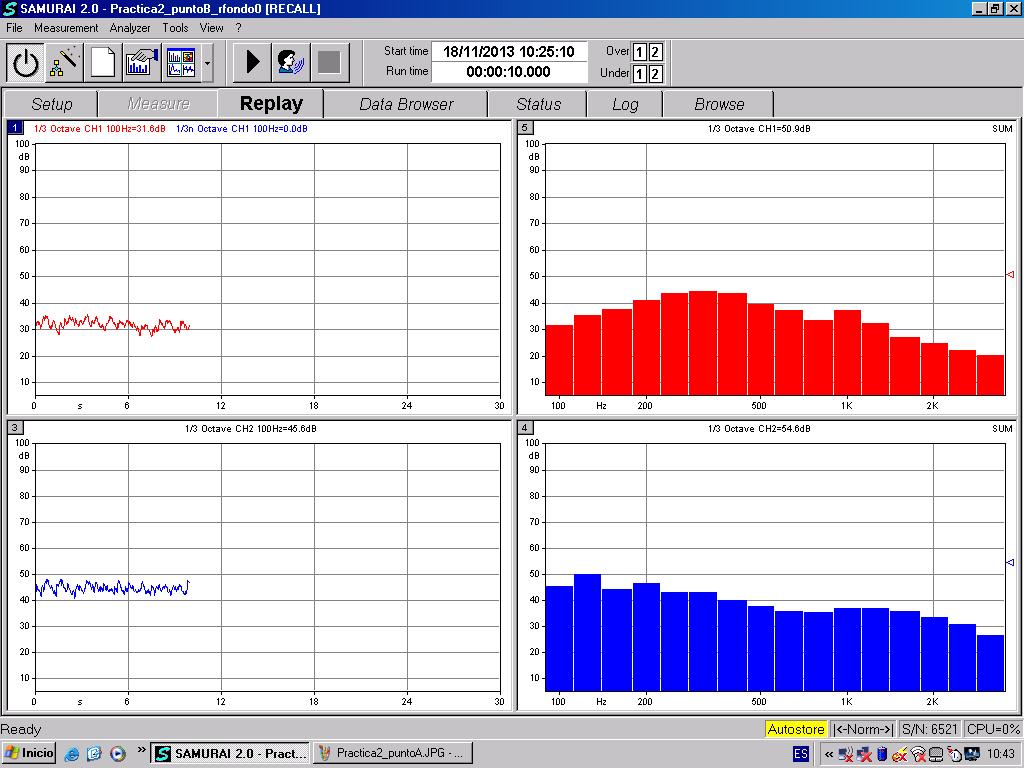 SAMURAI 2.0 - Practica2_puntoB_rfondo0 [RECALL]
File Measurement Analyzer Tools View ?
Start time 18/11/2013 10:25:10 Over 1 2
Run time 00:00:10.000 Under 1 2
Setup Measure Replay Data Browser Status Log Browse
1 1/3 Octave CH1 100Hz=31.6dB 1/3n Octave CH1 100Hz=0.0dB
100
dB
90
80
70
60
50
40
30
20
10
0 s 6 12 18 24 30
5 1/3 Octave CH1=50.9dB SUM
100
dB
90
80
70
60
50
40
30
20
10
100 Hz 200 500 1K 2K
3 1/3 Octave CH2 100Hz=45.6dB
100
dB
90
80
70
60
50
40
30
20
10
0 s 6 12 18 24 30
4 1/3 Octave CH2=54.6dB SUM
100
dB
90
80
70
60
50
40
30
20
10
100 Hz 200 500 1K 2K
Ready Autostore |<-Norm->| S/N: 6521 CPU=0%
Inicio » SAMURAI 2.0 - Pract... Practica2_puntoA.JPG - ... ES « 10:43